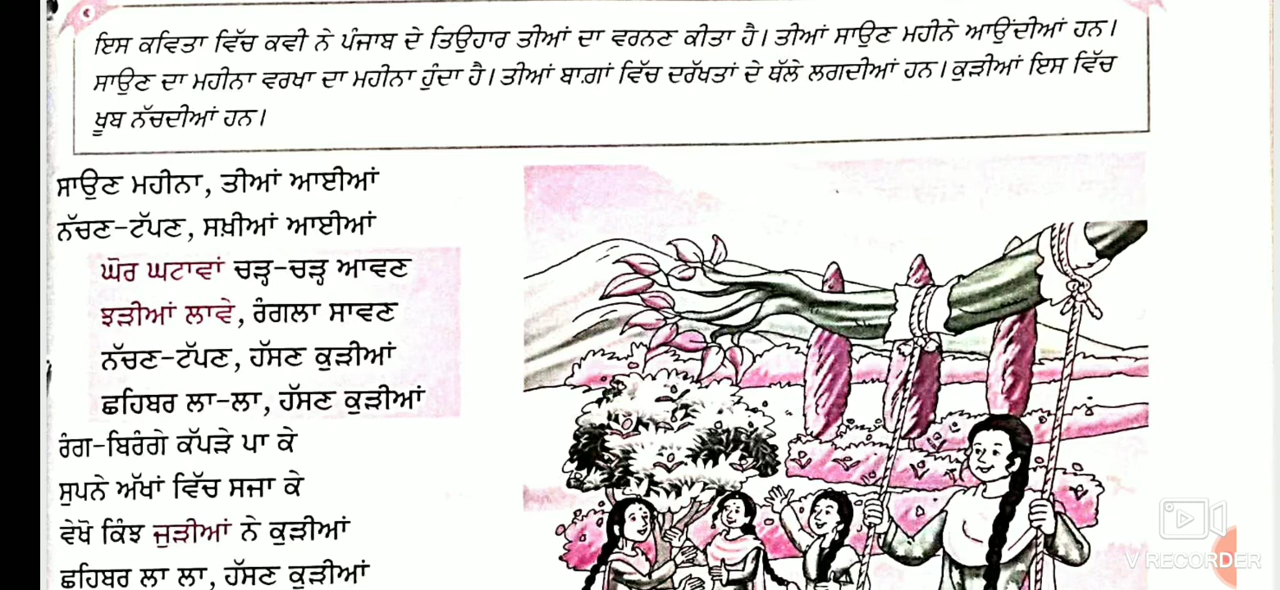 ਇਸ ਕਵਿਤਾ ਵਿੱਚ ਕਵੀ ਨੇ ਪੰਜਾਬ ਦੇ ਤਿਉਹਾਰ ਤੀਆਂ ਦਾ ਵਰਨਣ ਕੀਤਾ ਹੈ। ਤੀਆਂ ਸਾਉਣ ਮਹੀਨੇ ਆਉਂਦੀਆਂ ਹਨ।
ਸਾਉਣ ਦਾ ਮਹੀਨਾ ਵਰਖਾ ਦਾ ਮਹੀਨਾ ਹੁੰਦਾ ਹੈ। ਤੀਆਂ ਬਾਗ਼ਾਂ ਵਿੱਚ ਦਰੱਖਤਾਂ ਦੇ ਥੱਲੇ ਲਗਦੀਆਂ ਹਨ। ਕੁੜੀਆਂ ਇਸ ਵਿੱਚ
ਖ਼ੂਬ ਨੱਚਦੀਆਂ ਹਨ।
ਸਾਉਣ ਮਹੀਨਾ, ਤੀਆਂ ਆਈਆਂ
ਨੱਚਣ-ਟੱਪਣ, ਸਖ਼ੀਆਂ ਆਈਆਂ
ਘੋਰ ਘਟਾਵਾਂ ਚੜ੍ਹ-ਚੜ੍ਹ ਆਵਣ
ਝੜੀਆਂ ਲਾਵੇ, ਰੰਗਲਾ ਸਾਵਣ
ਨੱਚਣ-ਟੱਪਣ, ਹੱਸਣ ਕੁੜੀਆਂ
ਛਹਿਬਰ ਲਾ-ਲਾ, ਹੱਸਣ ਕੁੜੀਆਂ
ਰੰਗ-ਬਿਰੰਗੇ ਕੱਪੜੇ ਪਾ ਕੇ
ਸੁਪਨੇ ਅੱਖਾਂ ਵਿੱਚ ਸਜਾ ਕੇ
ਵੇਖੋ ਕਿੰਝ ਜੁੜੀਆਂ ਨੇ ਕੁੜੀਆਂ
ਛਹਿਬਰ ਲਾ ਲਾ, ਹੱਸਣ ਕੁੜੀਆਂ
V RECORDER